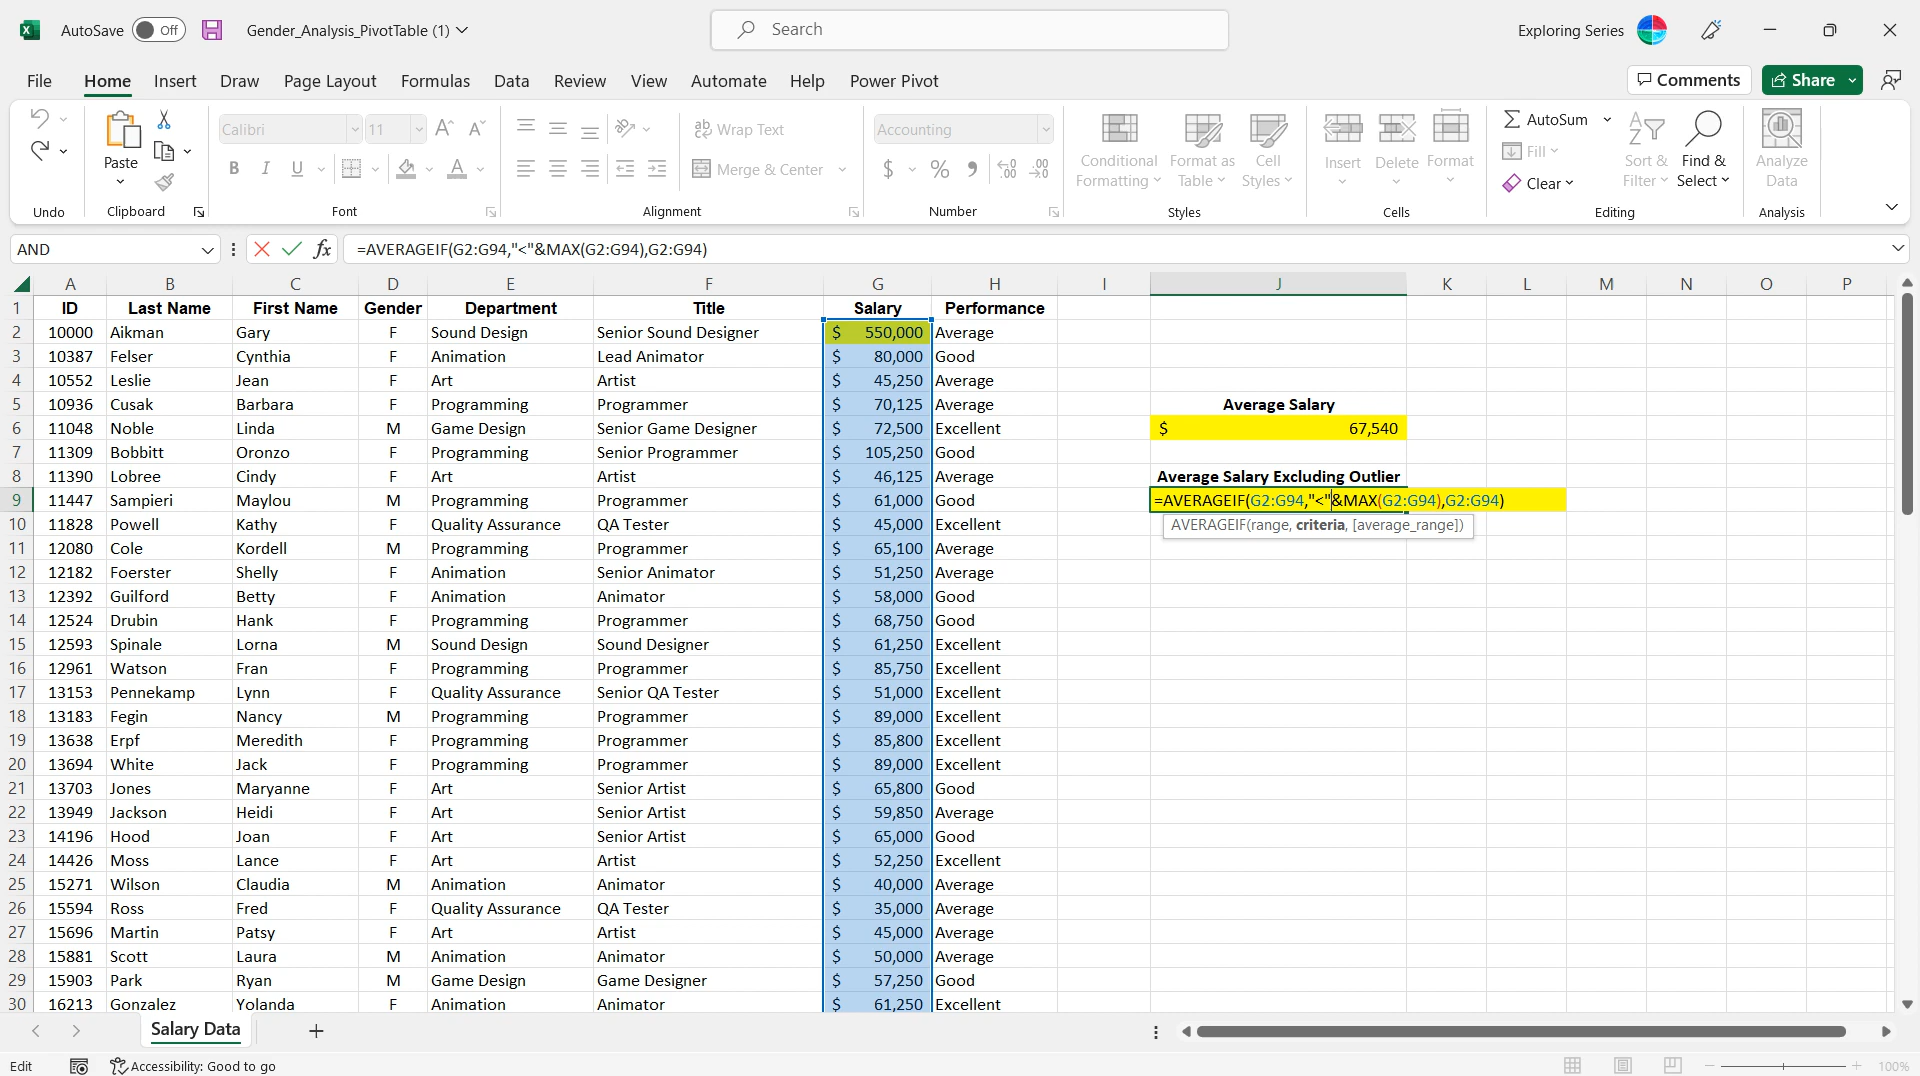 AutoSave Off Gender_Analysis_PivotTable (1) Search Exploring Series
File Home Insert Draw Page Layout Formulas Data Review View Automate Help Power Pivot Comments Share
Calibri 11 Wrap Text Accounting AutoSum
Paste Conditional Format as Cell Insert Delete Format Fill Sort & Find & Analyze
B I U Merge & Center $ % Formatting Table Styles Clear Filter Select Data
Undo Clipboard Font Alignment Number Styles Cells Editing Analysis
AND fx =AVERAGEIF(G2:G94,"<"&MAX(G2:G94),G2:G94)
A B C D E F G H I J K L M N O P
1 ID Last Name First Name Gender Department Title Salary Performance
2 10000 Aikman Gary F Sound Design Senior Sound Designer $ 550,000 Average
3 10387 Felser Cynthia F Animation Lead Animator $ 80,000 Good
4 10552 Leslie Jean F Art Artist $ 45,250 Average
5 10936 Cusak Barbara F Programming Programmer $ 70,125 Average Average Salary
6 11048 Noble Linda M Game Design Senior Game Designer $ 72,500 Excellent $ 67,540
7 11309 Bobbitt Oronzo F Programming Senior Programmer $ 105,250 Good
8 11390 Lobree Cindy F Art Artist $ 46,125 Average Average Salary Excluding Outlier
9 11447 Sampieri Maylou M Programming Programmer $ 61,000 Good =AVERAGEIF(G2:G94,"<"&MAX(G2:G94),G2:G94)
10 11828 Powell Kathy F Quality Assurance QA Tester $ 45,000 Excellent AVERAGEIF(range, criteria, [average_range])
11 12080 Cole Kordell M Programming Programmer $ 65,100 Average
12 12182 Foerster Shelly F Animation Senior Animator $ 51,250 Average
13 12392 Guilford Betty F Animation Animator $ 58,000 Good
14 12524 Drubin Hank F Programming Programmer $ 68,750 Good
15 12593 Spinale Lorna M Sound Design Sound Designer $ 61,250 Excellent
16 12961 Watson Fran F Programming Programmer $ 85,750 Excellent
17 13153 Pennekamp Lynn F Quality Assurance Senior QA Tester $ 51,000 Excellent
18 13183 Fegin Nancy M Programming Programmer $ 89,000 Excellent
19 13638 Erpf Meredith F Programming Programmer $ 85,800 Excellent
20 13694 White Jack F Programming Programmer $ 89,000 Excellent
21 13703 Jones Maryanne F Art Senior Artist $ 65,800 Good
22 13949 Jackson Heidi F Art Senior Artist $ 59,850 Average
23 14196 Hood Joan F Art Senior Artist $ 65,000 Good
24 14426 Moss Lance F Art Artist $ 52,250 Excellent
25 15271 Wilson Claudia M Animation Animator $ 40,000 Average
26 15594 Ross Fred F Quality Assurance QA Tester $ 35,000 Average
27 15696 Martin Patsy F Art Artist $ 45,000 Average
28 15881 Scott Laura M Animation Animator $ 50,000 Average
29 15903 Park Ryan M Game Design Game Designer $ 57,250 Good
30 16213 Gonzalez Yolanda F Animation Animator $ 61,250 Excellent
Salary Data
Edit Accessibility: Good to go 100%